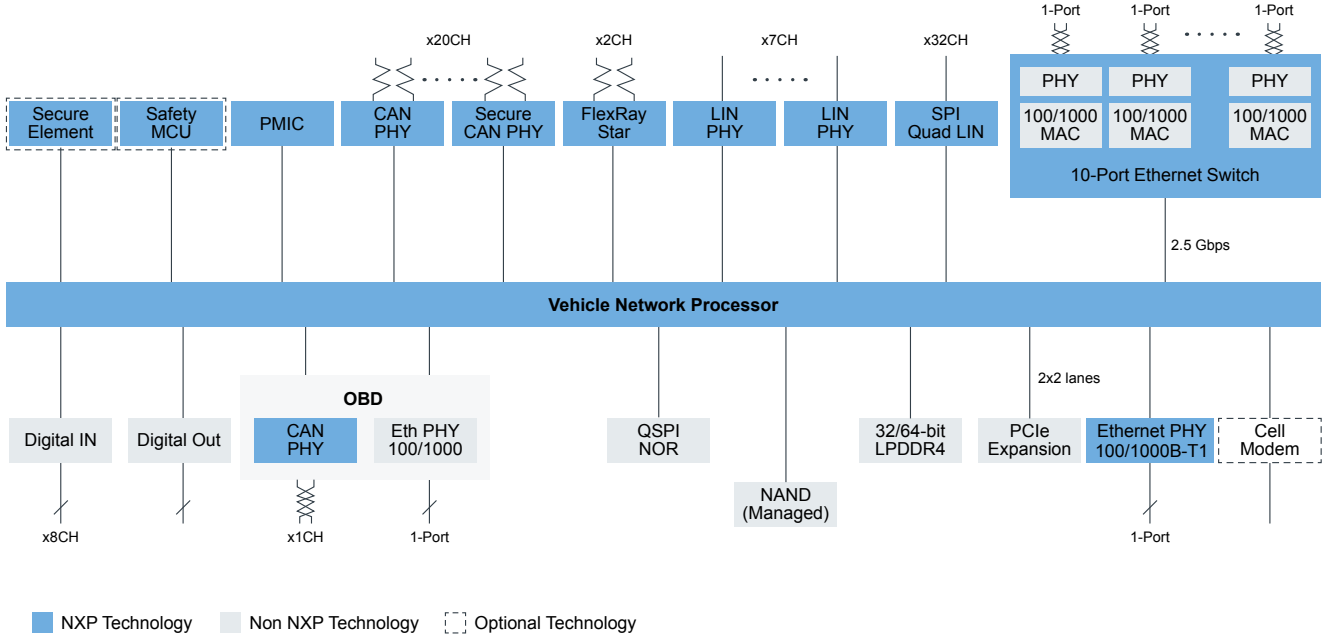 1-Port
1-Port
1-Port
x20CH
x2CH
x7CH
x32CH
PHY
PHY
PHY
Secure
Element
Safety
MCU
PMIC
CAN
PHY
Secure
CAN PHY
FlexRay
Star
LIN
PHY
LIN
PHY
SPI
Quad LIN
100/1000
MAC
100/1000
MAC
100/1000
MAC
10-Port Ethernet Switch
2.5 Gbps
Vehicle Network Processor
2x2 lanes
OBD
Digital IN
Digital Out
CAN
PHY
Eth PHY
100/1000
QSPI
NOR
32/64-bit
LPDDR4
PCIe
Expansion
Ethernet PHY
100/1000B-T1
Cell
Modem
NAND
(Managed)
x8CH
x1CH
1-Port
1-Port
NXP Technology
Non NXP Technology
Optional Technology